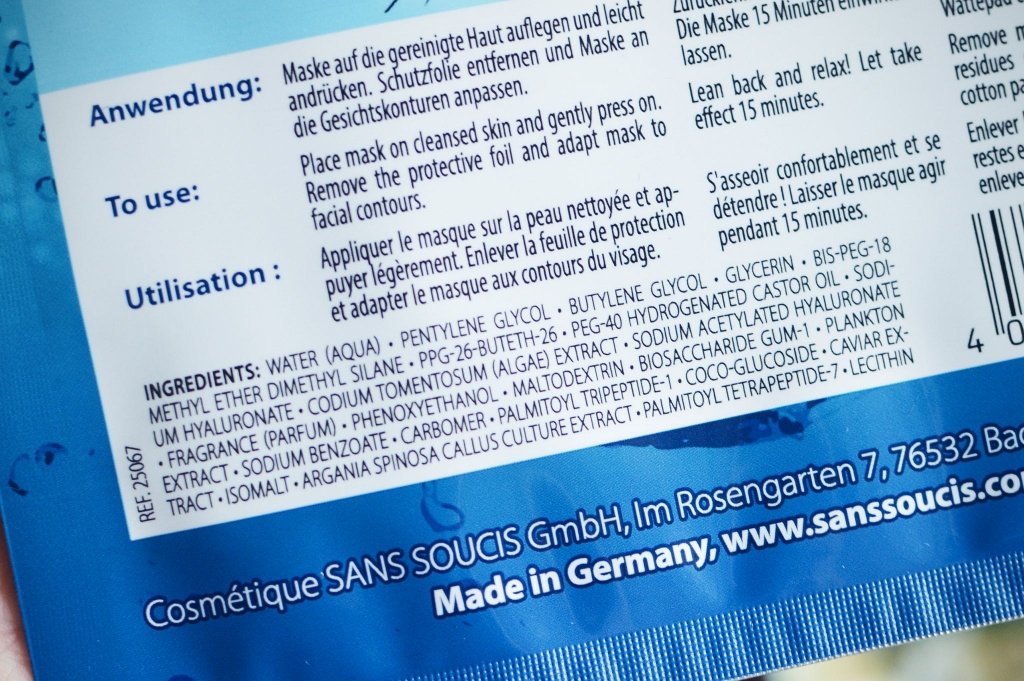 Anwendung:
Maske auf die gereinigte Haut auflegen und leicht
andrücken. Schutzfolie entfernen und Maske an
die Gesichtskonturen anpassen.
Die Maske 15 Minuten
lassen.
To use:
Place mask on cleansed skin and gently press on.
Remove the protective foil and adapt mask to
facial contours.
Lean back and relax! Let take
effect 15 minutes.
Remove
residues
cotton
Utilisation :
Appliquer le masque sur la peau nettoyée et ap-
puyer légèrement. Enlever la feuille de protection
et adapter le masque aux contours du visage.
S'asseoir confortablement et se
détendre ! Laisser le masque agir
pendant 15 minutes.
Enlever
restes
INGREDIENTS: WATER (AQUA) • PENTYLENE GLYCOL • BUTYLENE GLYCOL • GLYCERIN • BIS-PEG-18
METHYL ETHER DIMETHYL SILANE • PPG-26-BUTETH-26 • PEG-40 HYDROGENATED CASTOR OIL • SODI-
UM HYALURONATE • CODIUM TOMENTOSUM (ALGAE) EXTRACT • SODIUM ACETYLATED HYALURONATE
• FRAGRANCE (PARFUM) • PHENOXYETHANOL • MALTODEXTRIN • BIOSACCHARIDE GUM-1 • PLANKTON
EXTRACT • SODIUM BENZOATE • CARBOMER • PALMITOYL TRIPEPTIDE-1 • COCO-GLUCOSIDE • CAVIAR EX-
TRACT • ISOMALT • ARGANIA SPINOSA CALLUS CULTURE EXTRACT • PALMITOYL TETRAPEPTIDE-7 • LECITHIN
REF. 25067
4 0
Cosmétique SANS SOUCIS GmbH, Im Rosengarten 7, 76532
Made in Germany, www.sanssoucis.com